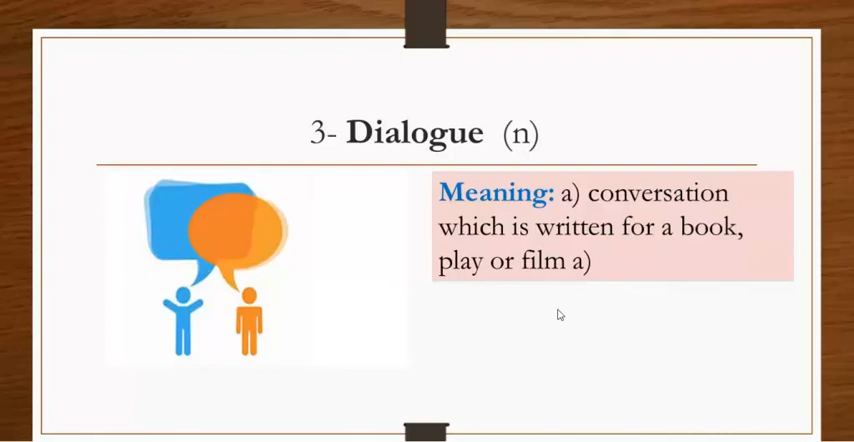 3- Dialogue (n)
Meaning: a) conversation
which is written for a book,
play or film a)